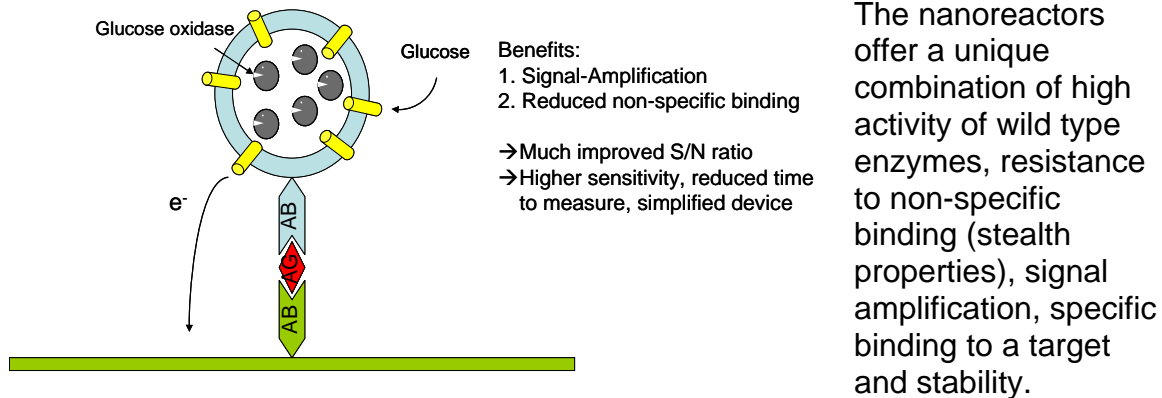 Glucose oxidase
Glucose
e-
AB
AG
AB
Benefits:
1. Signal-Amplification
2. Reduced non-specific binding
→Much improved S/N ratio
→Higher sensitivity, reduced time
to measure, simplified device
The nanoreactors
offer a unique
combination of high
activity of wild type
enzymes, resistance
to non-specific
binding (stealth
properties), signal
amplification, specific
binding to a target
and stability.